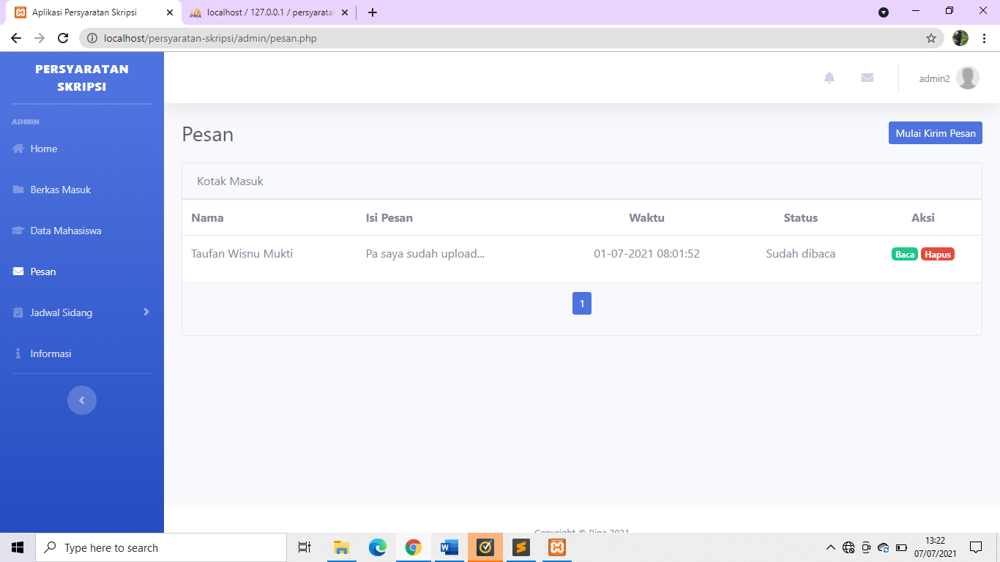 Aplikasi Persyaratan Skripsi
localhost / 127.0.0.1 / persyaratan
localhost/persyaratan-skripsi/admin/pesan.php
PERSYARATAN
SKRIPSI
ADMIN
Home
Berkas Masuk
Data Mahasiswa
Pesan
Jadwal Sidang
Informasi
admin2
Pesan
Mulai Kirim Pesan
Kotak Masuk
Nama Isi Pesan Waktu Status Aksi
Taufan Wisnu Mukti Pa saya sudah upload... 01-07-2021 08:01:52 Sudah dibaca Baca Hapus
1
Type here to search
13:22
07/07/2021